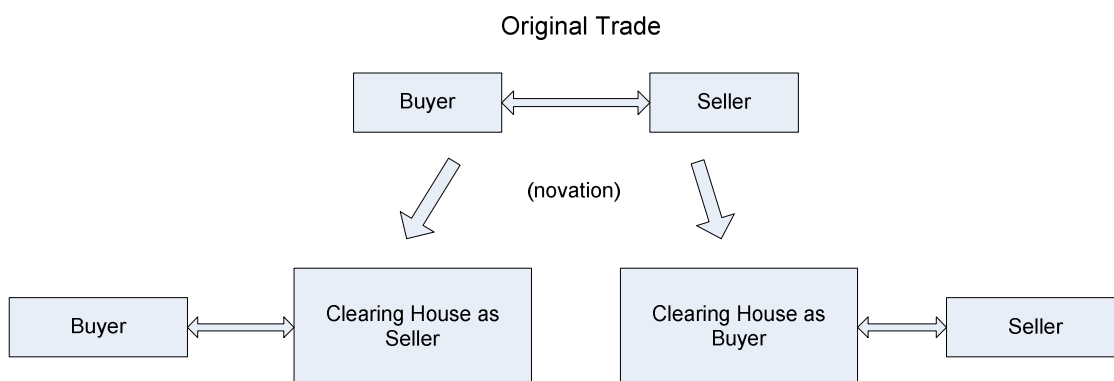 Original Trade
Buyer
Seller
(novation)
Buyer
Clearing House as
Seller
Clearing House as
Buyer
Seller